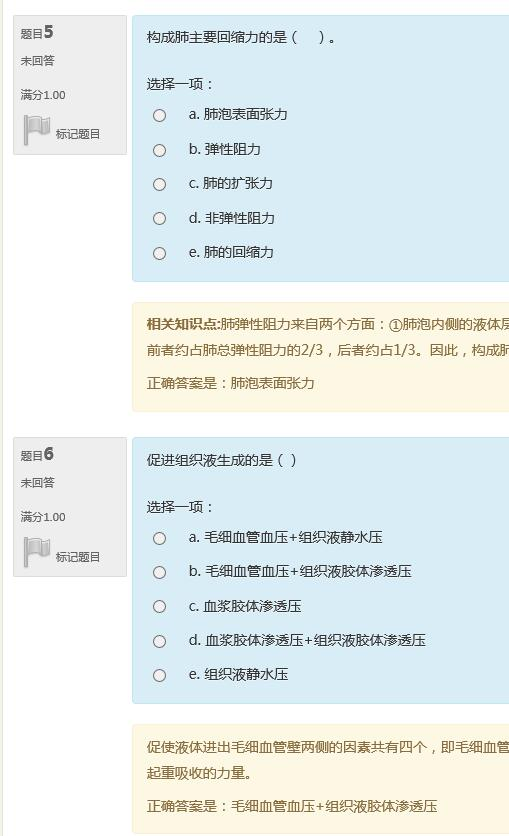 题目5
未回答
满分1.00
标记题目
构成肺主要回缩力的是（ ）。
选择一项：
a. 肺泡表面张力
b. 弹性阻力
c. 肺的扩张力
d. 非弹性阻力
e. 肺的回缩力
相关知识点:肺弹性阻力来自两个方面：①肺泡内侧的液体层
前者约占肺总弹性阻力的2/3，后者约占1/3。因此，构成肺
正确答案是：肺泡表面张力
题目6
未回答
满分1.00
标记题目
促进组织液生成的是（ ）
选择一项：
a. 毛细血管血压+组织液静水压
b. 毛细血管血压+组织液胶体渗透压
c. 血浆胶体渗透压
d. 血浆胶体渗透压+组织液胶体渗透压
e. 组织液静水压
促使液体进出毛细血管壁两侧的因素共有四个，即毛细血管
起重吸收的力量。
正确答案是：毛细血管血压+组织液胶体渗透压